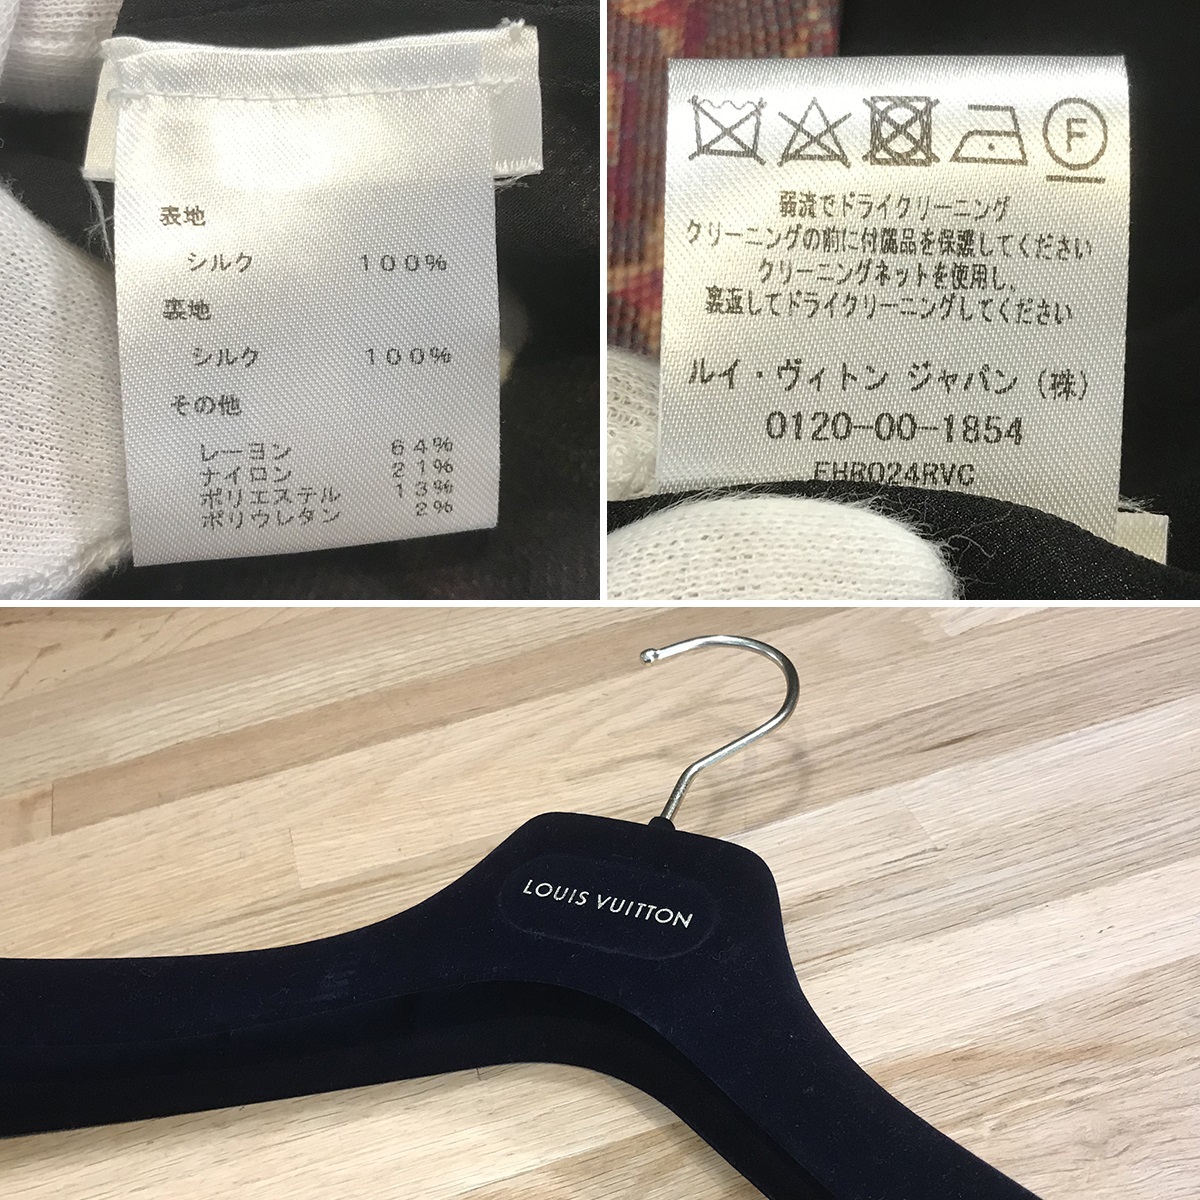 表地
シルク 100%
裏地
シルク 100%
その他
レーヨン 64%
ナイロン 21%
ポリエステル 13%
ポリウレタン 2%
F
弱流でドライクリーニング
クリーニングの前に付属品を保護してください
クリーニングネットを使用し、
裏返してドライクリーニングしてください
ルイ・ヴィトン ジャパン (株)
0120-00-1854
FHRO24RVC
LOUIS VUITTON